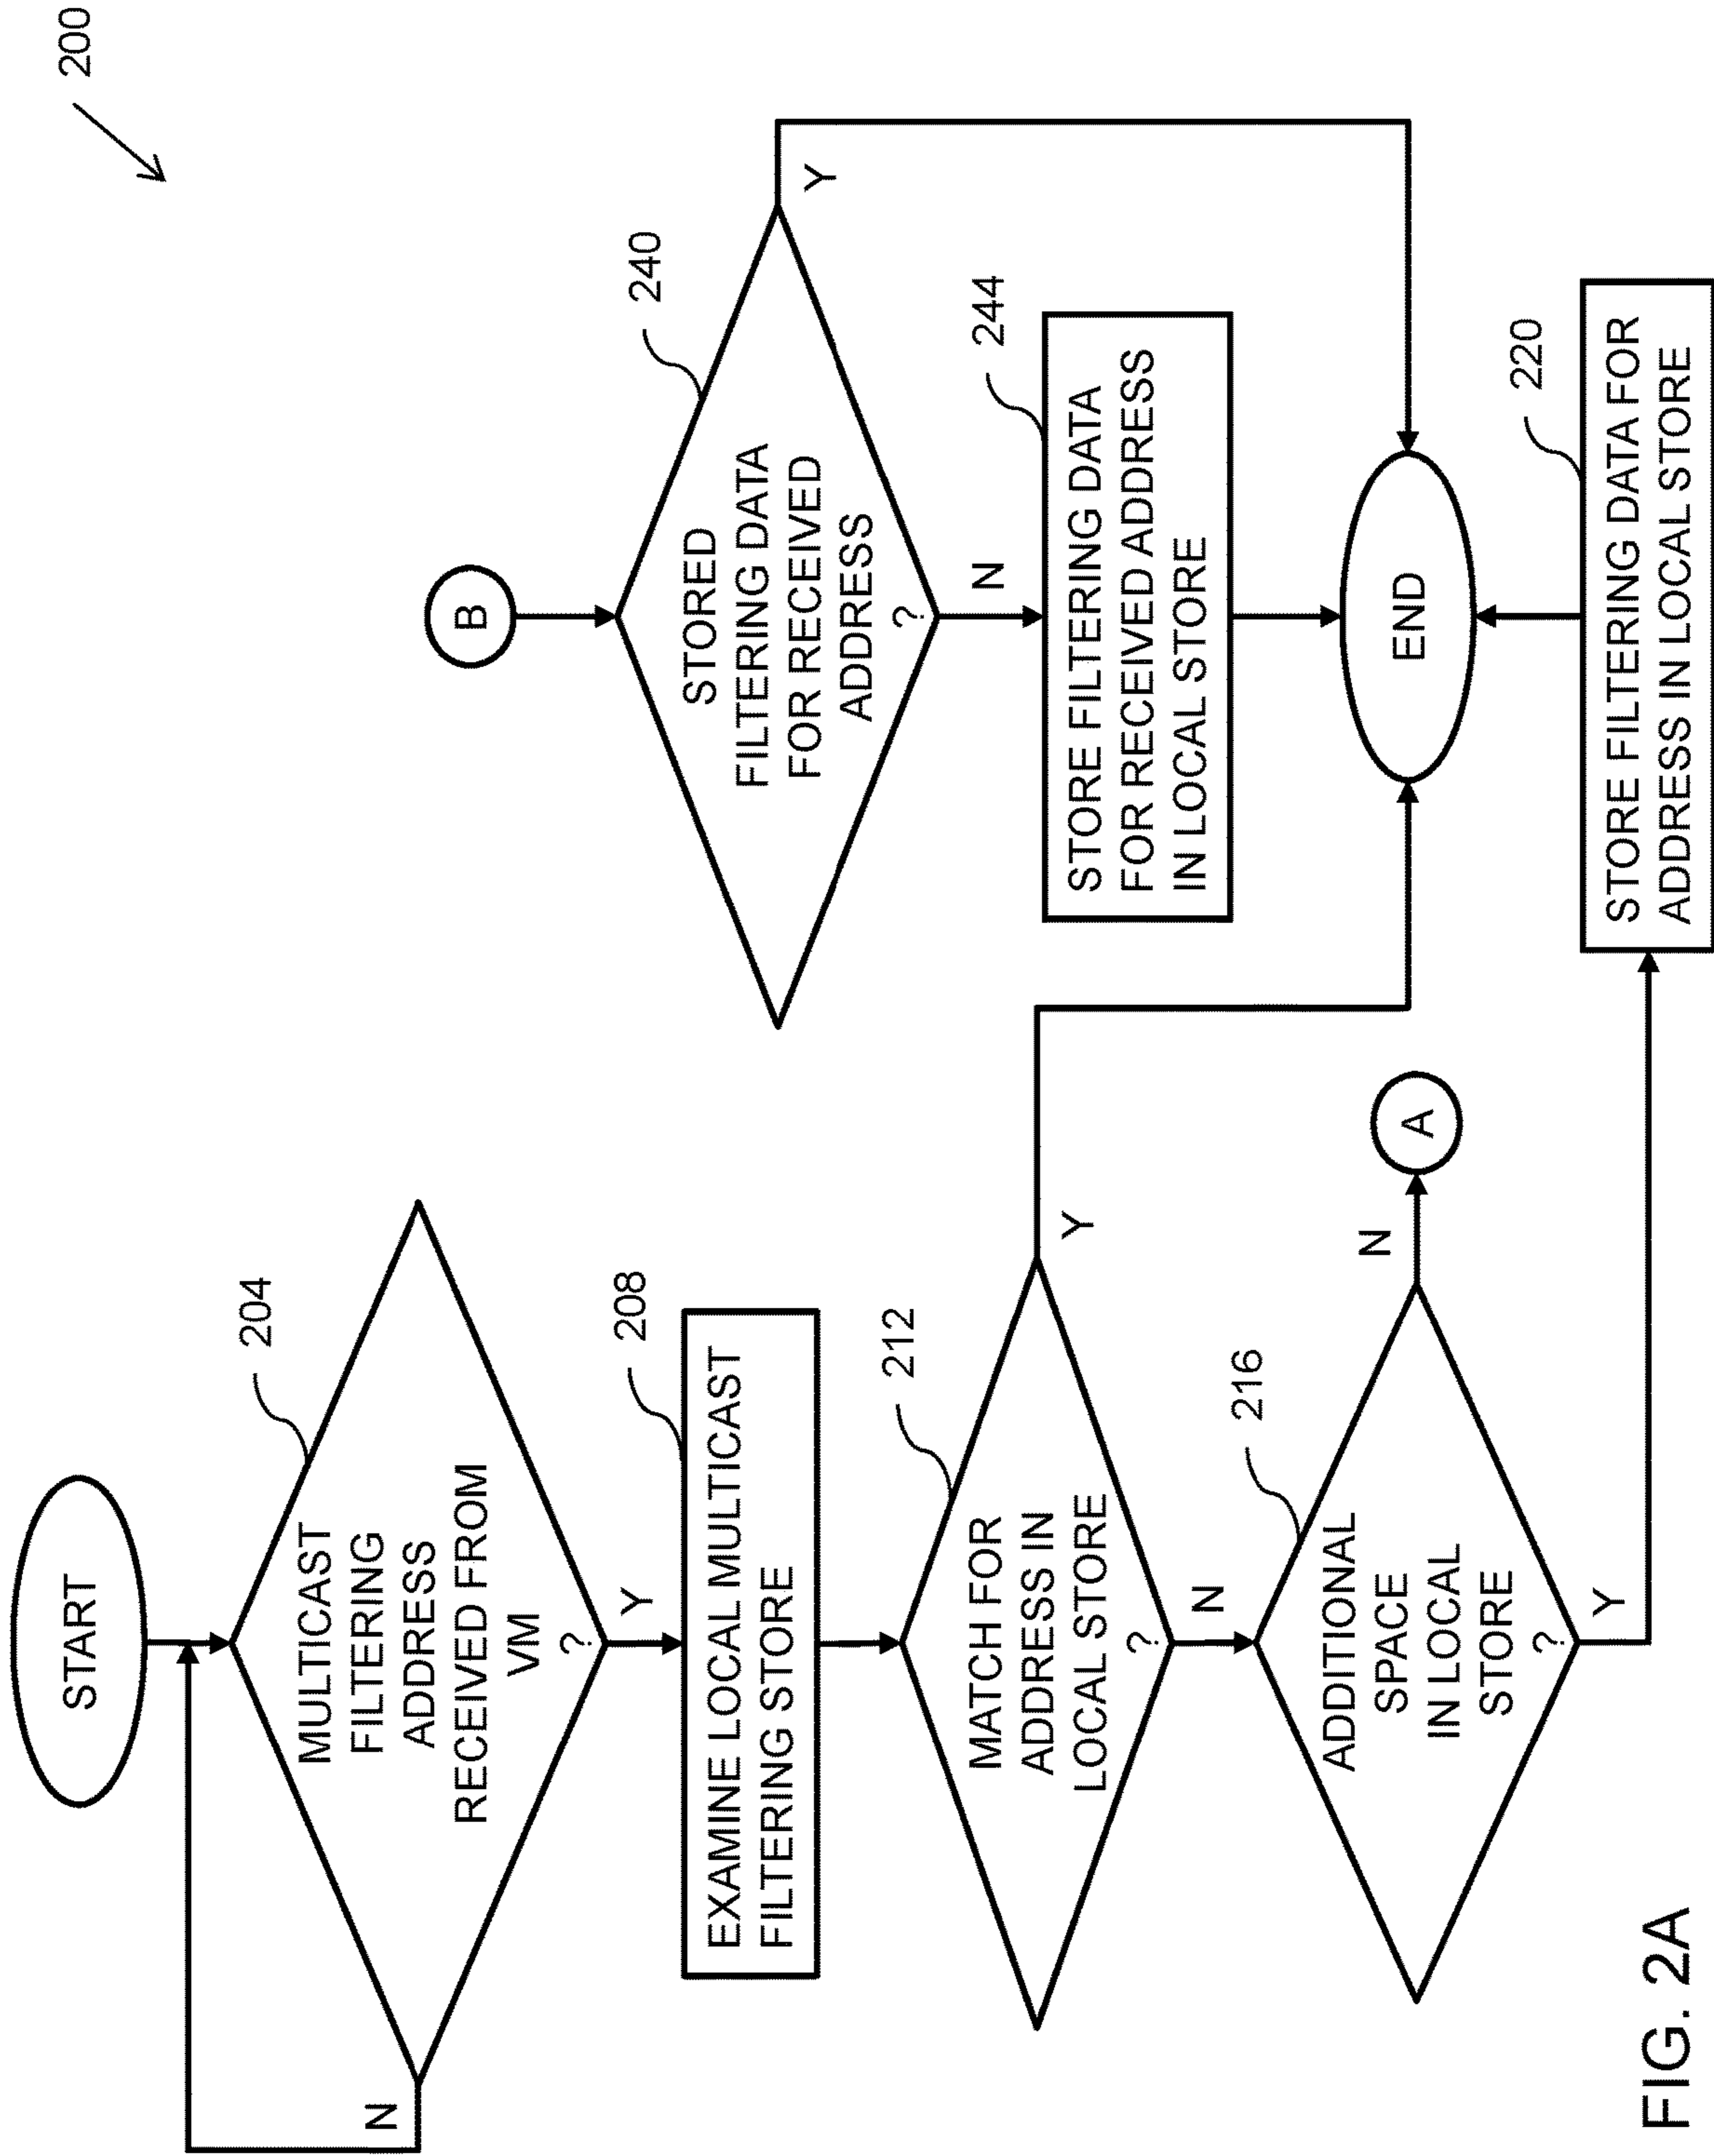 200
START
204
MULTICAST
FILTERING
ADDRESS
RECEIVED FROM
VM
?
N
Y
208
EXAMINE LOCAL MULTICAST
FILTERING STORE
212
MATCH FOR
ADDRESS IN
LOCAL STORE
?
Y
N
216
ADDITIONAL
SPACE
IN LOCAL
STORE
?
N
A
Y
B
240
STORED
FILTERING DATA
FOR RECEIVED
ADDRESS
?
Y
N
244
STORE FILTERING DATA
FOR RECEIVED ADDRESS
IN LOCAL STORE
END
220
STORE FILTERING DATA FOR
ADDRESS IN LOCAL STORE
FIG. 2A